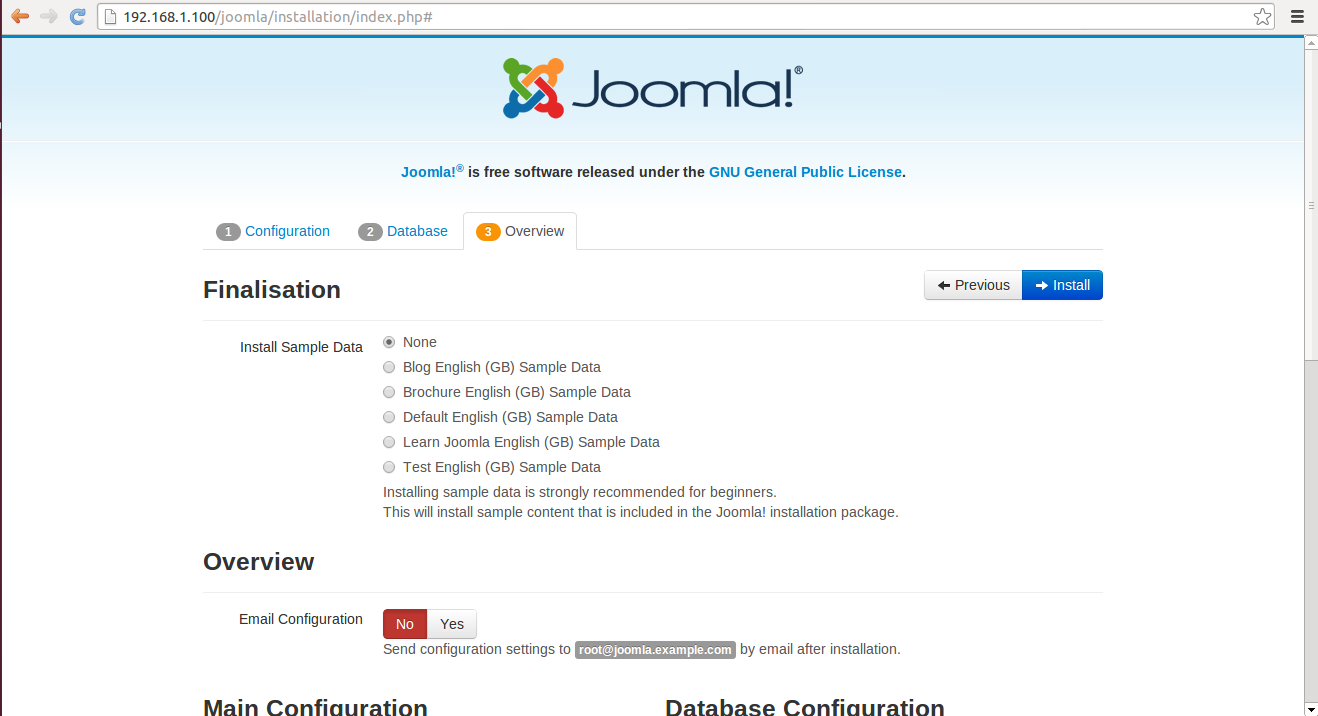 192.168.1.100/joomla/installation/index.php#
Joomla!®
Joomla!® is free software released under the GNU General Public License.
1 Configuration 2 Database 3 Overview
Finalisation
Previous Install
Install Sample Data
None
Blog English (GB) Sample Data
Brochure English (GB) Sample Data
Default English (GB) Sample Data
Learn Joomla English (GB) Sample Data
Test English (GB) Sample Data
Installing sample data is strongly recommended for beginners.
This will install sample content that is included in the Joomla! installation package.
Overview
Email Configuration
No Yes
Send configuration settings to root@joomla.example.com by email after installation.
Main Configuration Database Configuration